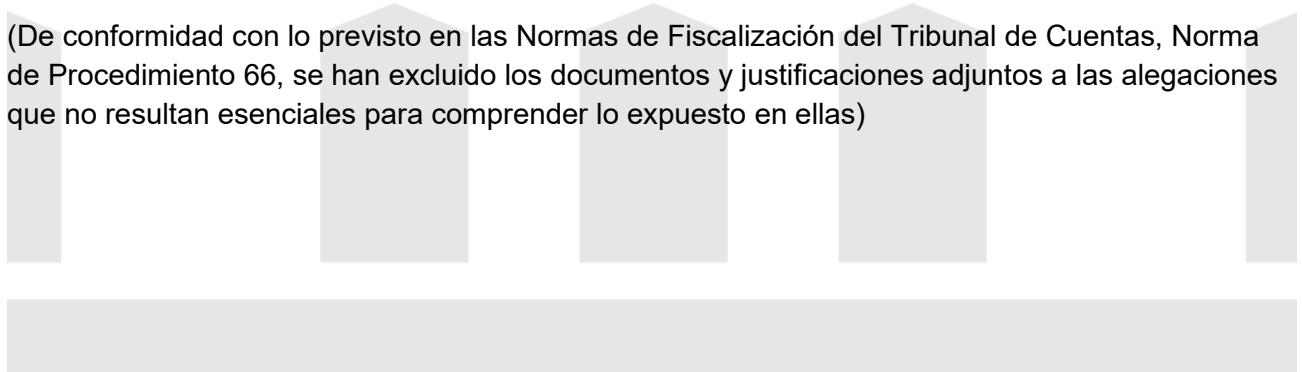 (De conformidad con lo previsto en las Normas de Fiscalización del Tribunal de Cuentas, Norma
de Procedimiento 66, se han excluido los documentos y justificaciones adjuntos a las alegaciones
que no resultan esenciales para comprender lo expuesto en ellas)